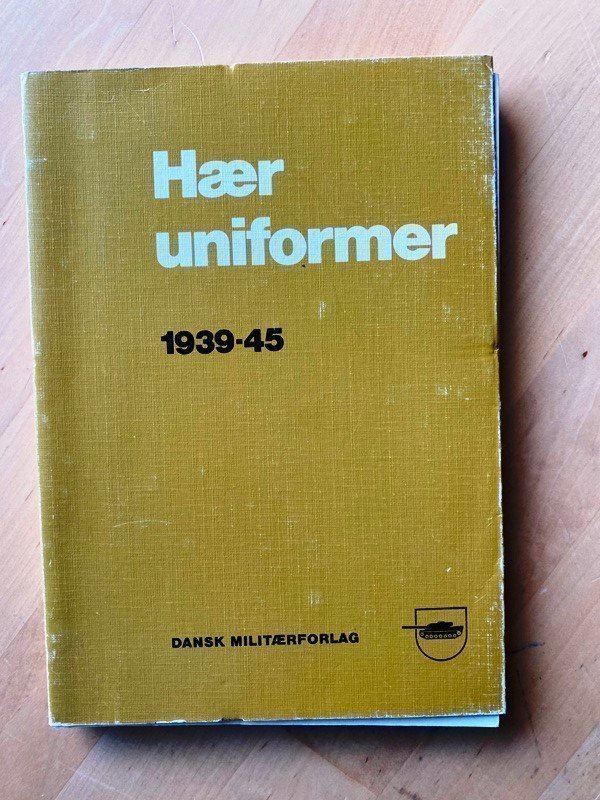 Hær
uniformer
1939-45
DANSK MILITÆRFORLAG